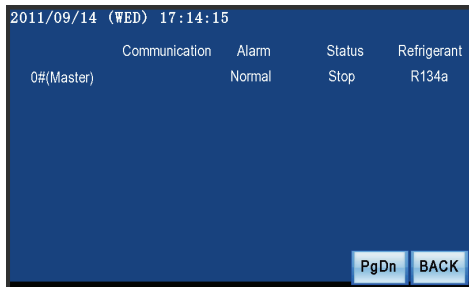 2011/09/14 (WED) 17:14:15
Communication Alarm Status Refrigerant
0#(Master) Normal Stop R134a
PgDn BACK